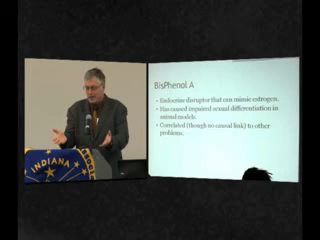 BisPhenol A
• Endocrine disruptor that can mimic estrogen.
• Has caused impaired sexual differentiation in
animal models.
• Correlated (though no causal link) to other
problems.
INDIANA